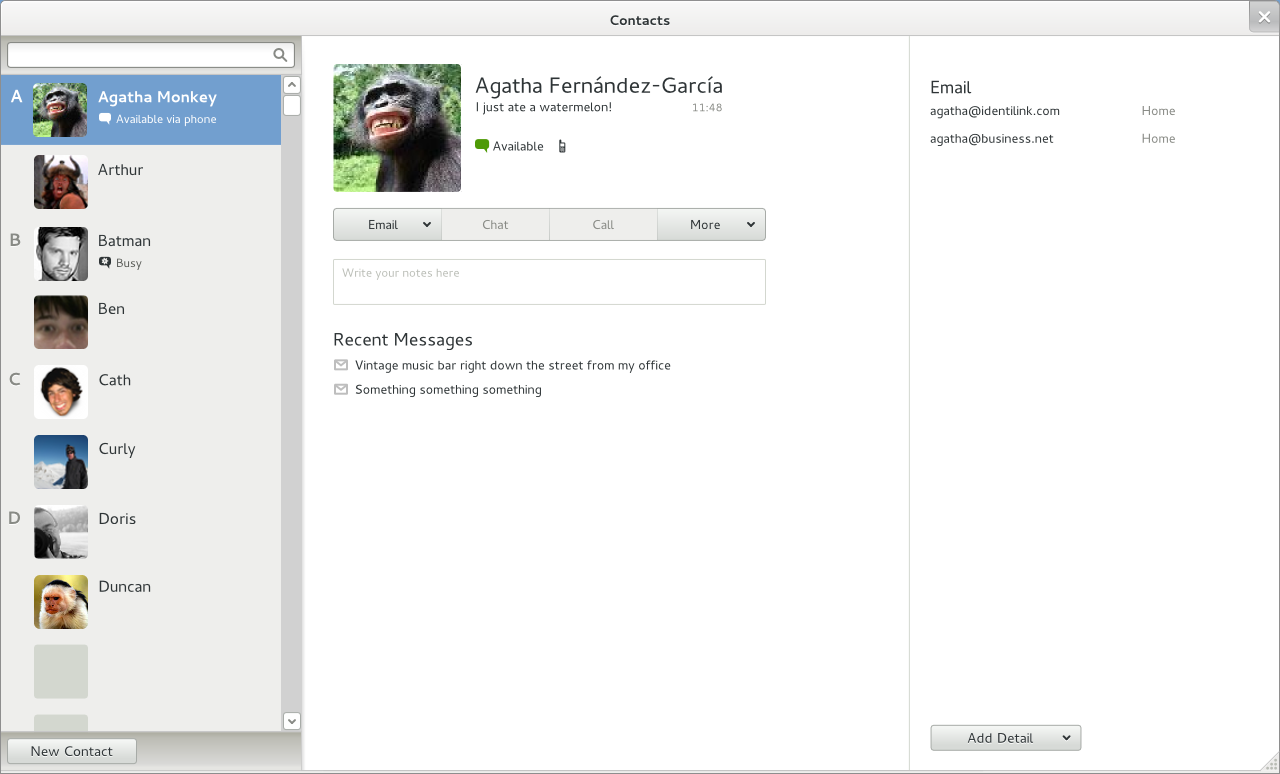 Contacts
A
Agatha Monkey
Available via phone
Arthur
B
Batman
Busy
Ben
C
Cath
Curly
D
Doris
Duncan
New Contact
Agatha Fernández-García
I just ate a watermelon! 11:48
Available
Email Chat Call More
Write your notes here
Recent Messages
Vintage music bar right down the street from my office
Something something something
Email
agatha@identilink.com Home
agatha@business.net Home
Add Detail